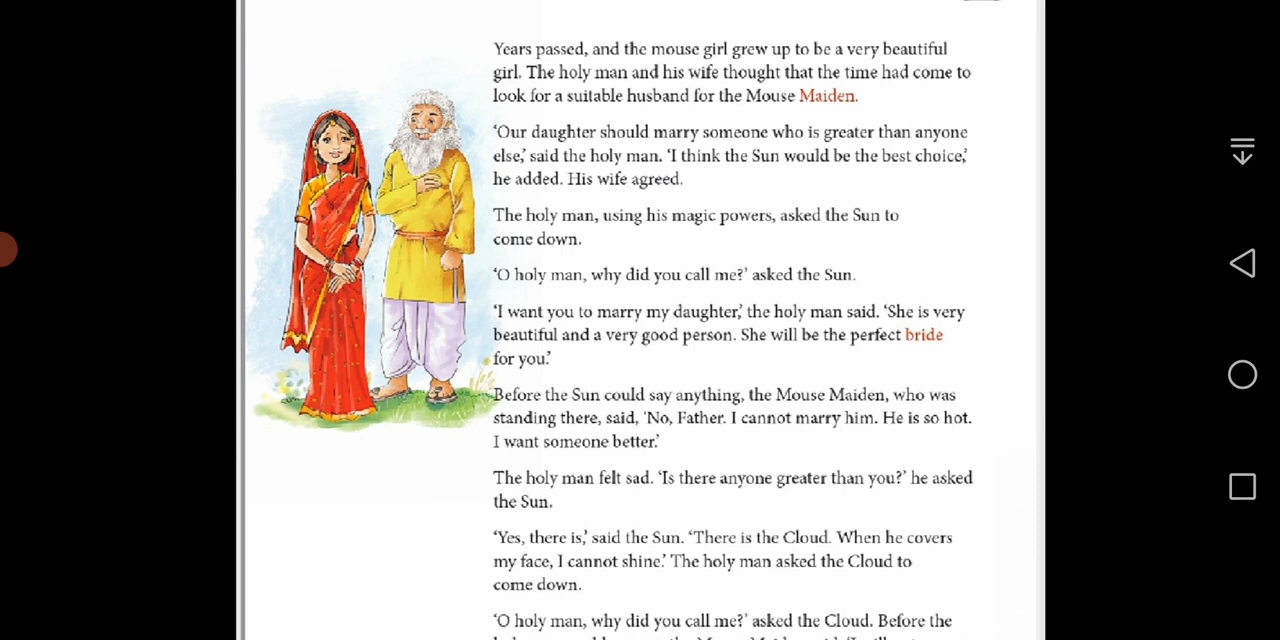 Years passed, and the mouse girl grew up to be a very beautiful
girl. The holy man and his wife thought that the time had come to
look for a suitable husband for the Mouse Maiden.
‘Our daughter should marry someone who is greater than anyone
else,’ said the holy man. ‘I think the Sun would be the best choice,’
he added. His wife agreed.
The holy man, using his magic powers, asked the Sun to
come down.
‘O holy man, why did you call me?’ asked the Sun.
‘I want you to marry my daughter,’ the holy man said. ‘She is very
beautiful and a very good person. She will be the perfect bride
for you.’
Before the Sun could say anything, the Mouse Maiden, who was
standing there, said, ‘No, Father. I cannot marry him. He is so hot.
I want someone better.’
The holy man felt sad. ‘Is there anyone greater than you?’ he asked
the Sun.
‘Yes, there is,’ said the Sun. ‘There is the Cloud. When he covers
my face, I cannot shine.’ The holy man asked the Cloud to
come down.
‘O holy man, why did you call me?’ asked the Cloud. Before the